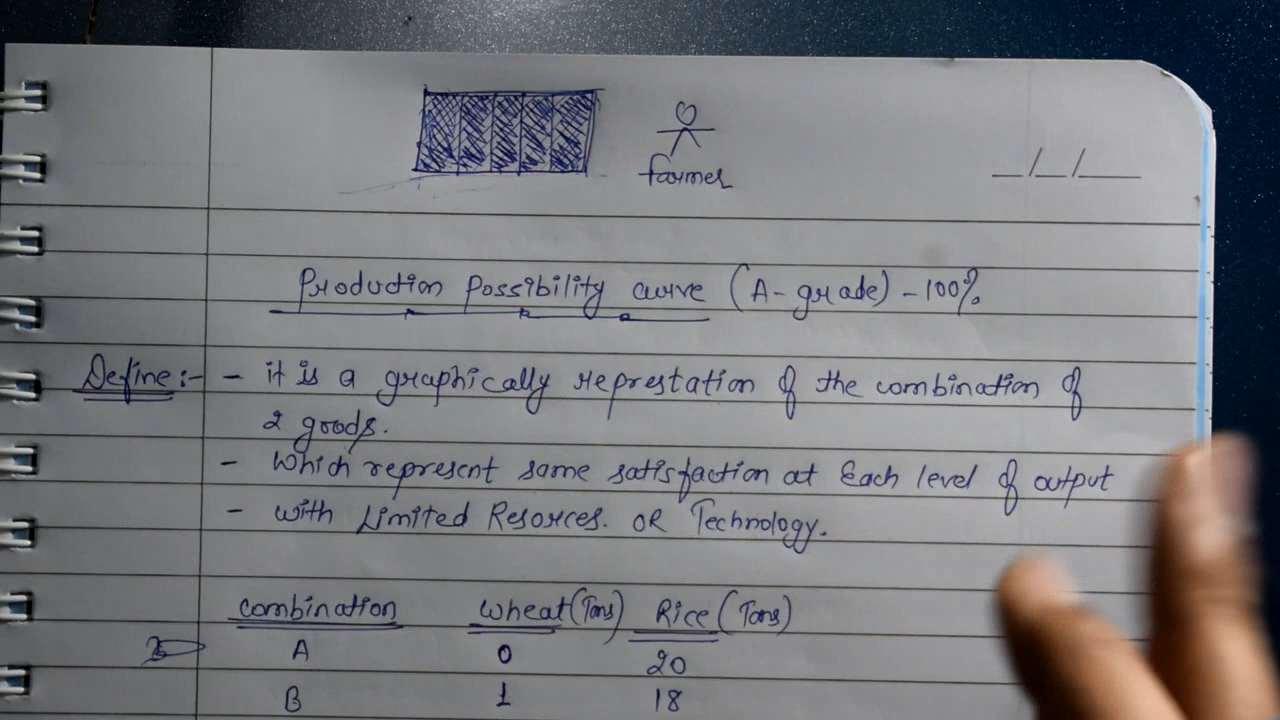 farmer
_/_/__
Production Possibility curve (A-grade) - 100%
Define :- - it is a graphically represtation of the combination of
2 goods.
- which represent same satisfaction at Each level of output
- with Limited Resorces. OR Technology.
combination Wheat (Tons) Rice (Tons)
A 0 20
B 1 18